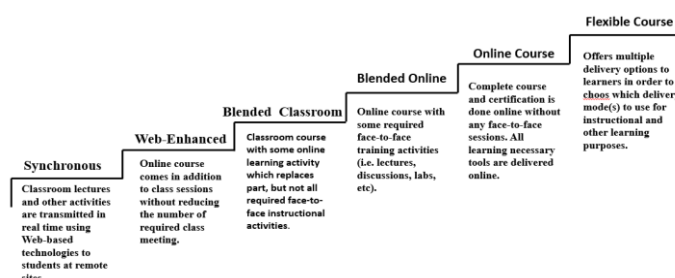 Synchronous
Classroom lectures
and other activities
are transmitted in
real time using
Web-based
technologies to
students at remote
sites
Web-Enhanced
Online course
comes in addition
to class sessions
without reducing
the number of
required class
meeting.
Blended Classroom
Classroom course
with some online
learning activity
which replaces
part, but not all
required face-to-
face instructional
activities.
Blended Online
Online course with
some required
face-to-face
training activities
(i.e. lectures,
discussions, labs,
etc).
Online Course
Complete course
and certification is
done online without
any face-to-face
sessions. All
learning necessary
tools are delivered
online.
Flexible Course
Offers multiple
delivery options to
learners in order to
choos which deliver
mode(s) to use for
instructional and
other learning
purposes.